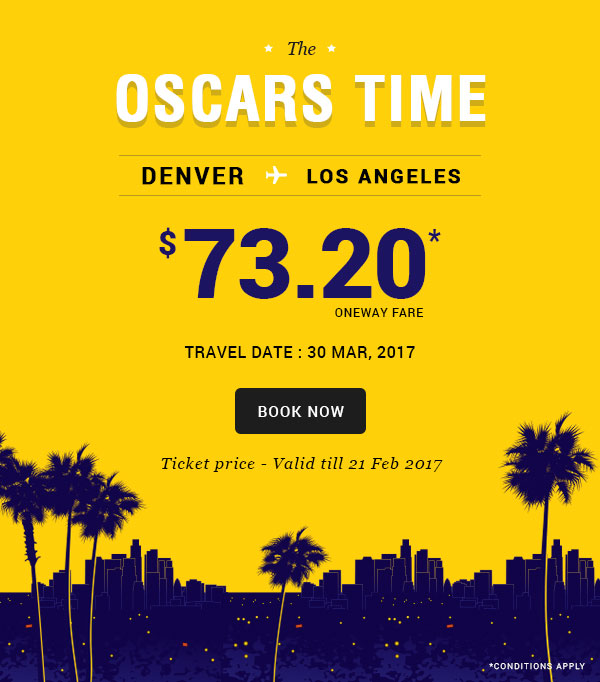 The
OSCARS TIME
DENVER LOS ANGELES
$73.20*
ONEWAY FARE
TRAVEL DATE : 30 MAR, 2017
BOOK NOW
Ticket price - Valid till 21 Feb 2017
*CONDITIONS APPLY